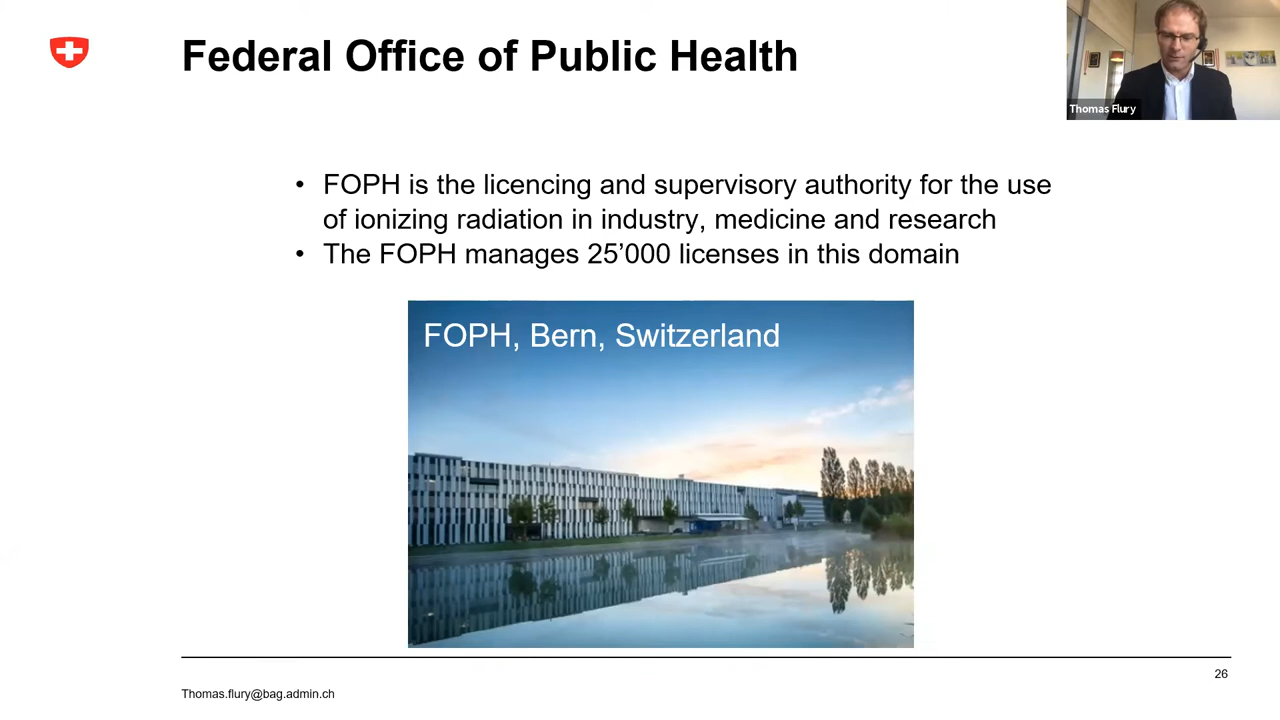 Federal Office of Public Health
Thomas Flury
• FOPH is the licencing and supervisory authority for the use
of ionizing radiation in industry, medicine and research
• The FOPH manages 25’000 licenses in this domain
FOPH, Bern, Switzerland
26
Thomas.flury@bag.admin.ch